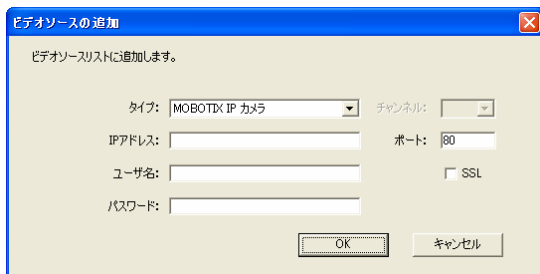 ビデオソースの追加
ビデオソースリストに追加します。
タイプ: MOBOTIX IP カメラ チャンネル:
IPアドレス: ポート: 80
ユーザ名: SSL
パスワード:
OK キャンセル